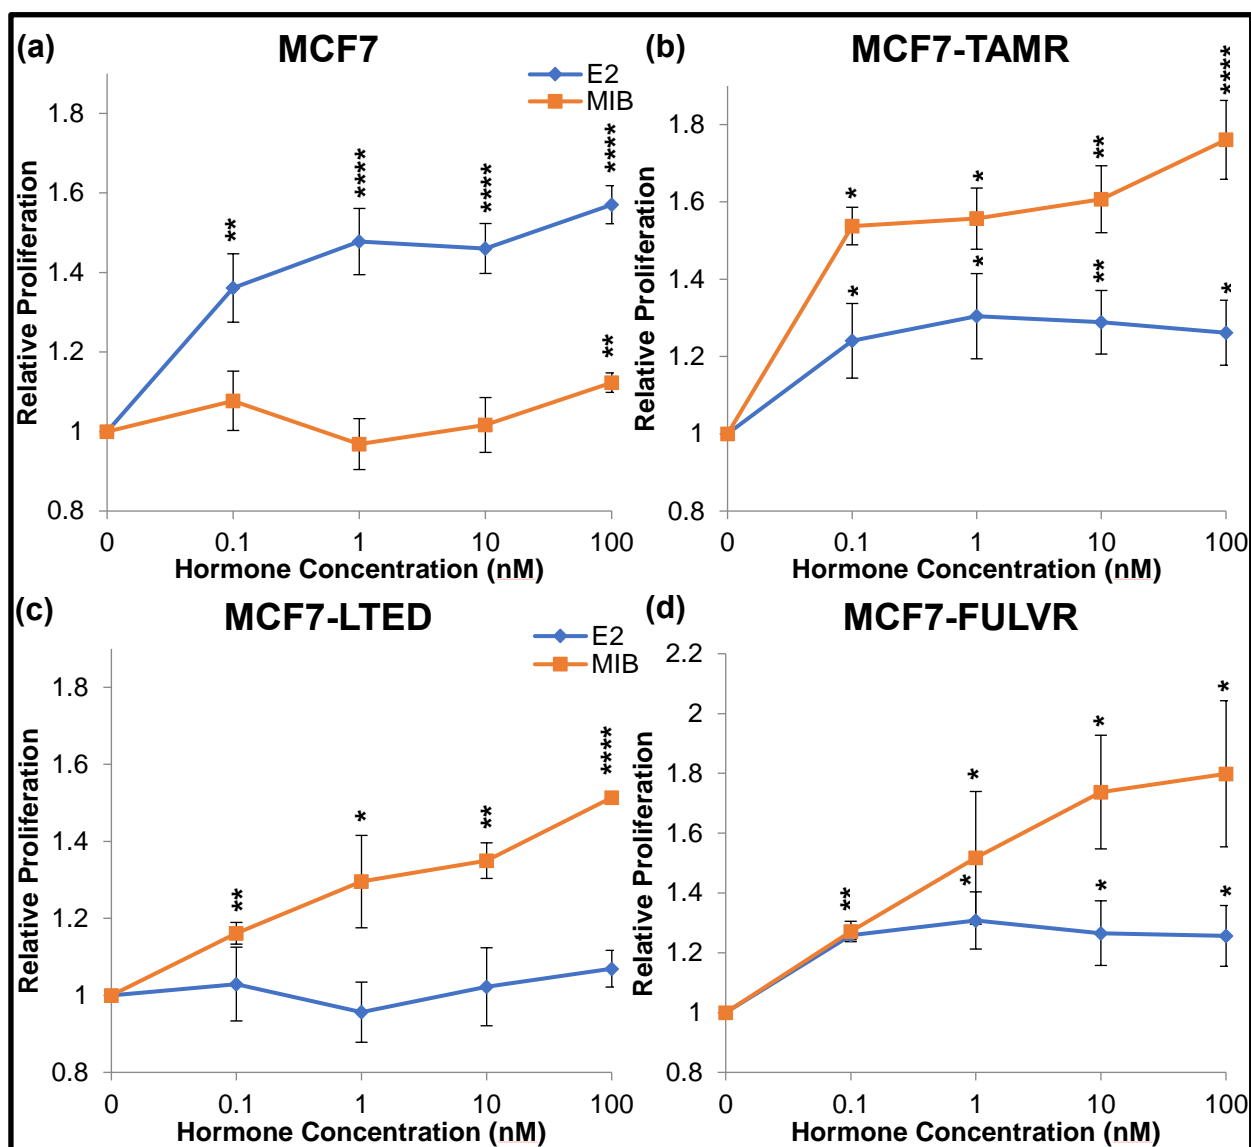 (a) MCF7
E2
MIB
Relative Proliferation
1.8
1.6
1.4
1.2
1
0.8
**
****
****
****
**
0 0.1 1 10 100
Hormone Concentration (nM)
(b) MCF7-TAMR
Relative Proliferation
1.8
1.6
1.4
1.2
1
0.8
*
*
**
****
*
*
**
*
0 0.1 1 10 100
Hormone Concentration (nM)
(c) MCF7-LTED
E2
MIB
Relative Proliferation
1.8
1.6
1.4
1.2
1
0.8
**
*
**
****
0 0.1 1 10 100
Hormone Concentration (nM)
(d) MCF7-FULVR
Relative Proliferation
2.2
2
1.8
1.6
1.4
1.2
1
0.8
**
*
*
*
*
*
*
0 0.1 1 10 100
Hormone Concentration (nM)